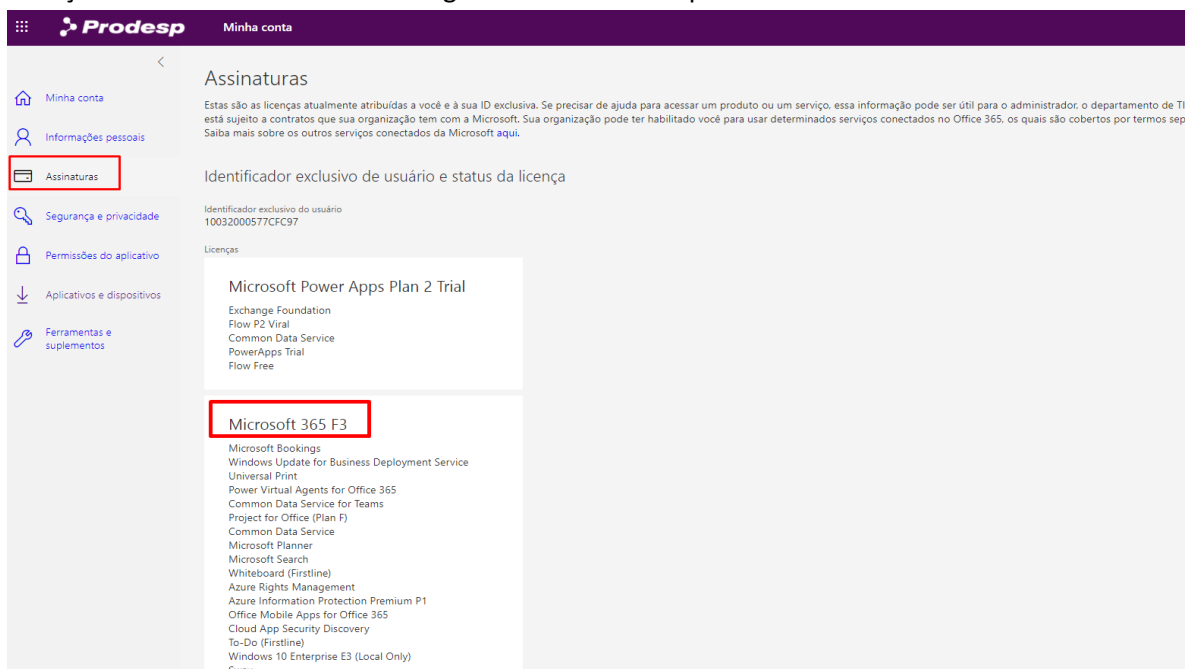 Prodesp
Minha conta
Minha conta
Informações pessoais
Assinaturas
Segurança e privacidade
Permissões do aplicativo
Aplicativos e dispositivos
Ferramentas e
suplementos
Assinaturas
Estas são as licenças atualmente atribuídas a você e à sua ID exclusiva. Se precisar de ajuda para acessar um produto ou um serviço, essa informação pode ser útil para o administrador, o departamento de TI
está sujeito a contratos que sua organização tem com a Microsoft. Sua organização pode ter habilitado você para usar determinados serviços conectados no Office 365, os quais são cobertos por termos sep
Saiba mais sobre os outros serviços conectados da Microsoft aqui.
Identificador exclusivo de usuário e status da licença
Identificador exclusivo do usuário
10032000577CFC97
Licenças
Microsoft Power Apps Plan 2 Trial
Exchange Foundation
Flow P2 Viral
Common Data Service
PowerApps Trial
Flow Free
Microsoft 365 F3
Microsoft Bookings
Windows Update for Business Deployment Service
Universal Print
Power Virtual Agents for Office 365
Common Data Service for Teams
Project for Office (Plan F)
Common Data Service
Microsoft Planner
Microsoft Search
Whiteboard (Firstline)
Azure Rights Management
Azure Information Protection Premium P1
Office Mobile Apps for Office 365
Cloud App Security Discovery
To-Do (Firstline)
Windows 10 Enterprise E3 (Local Only)